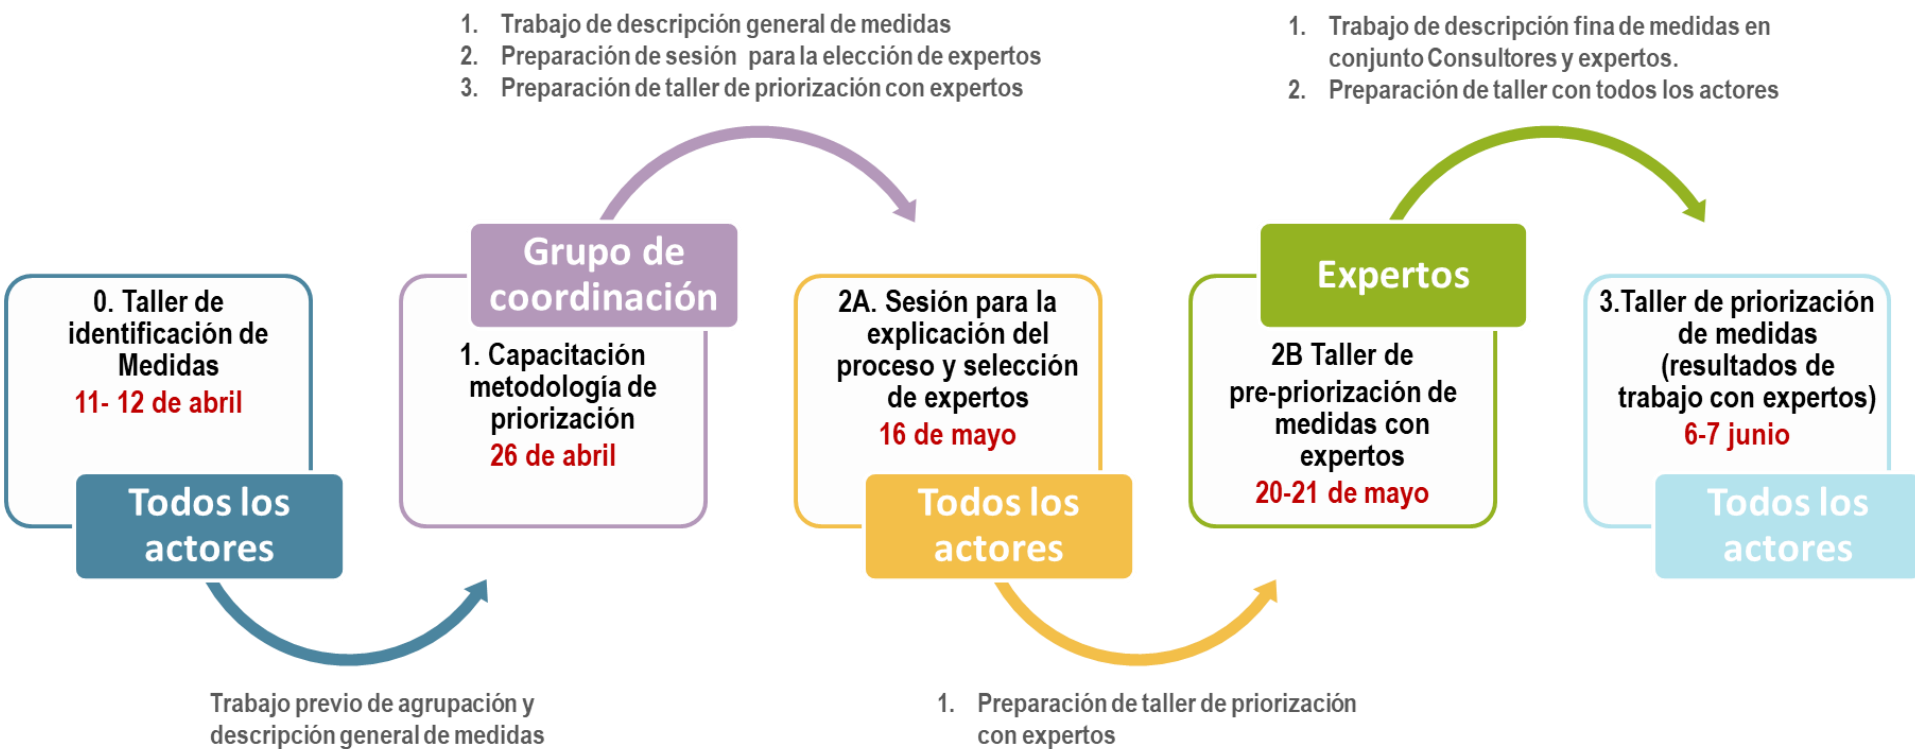 1. Trabajo de descripción general de medidas
2. Preparación de sesión para la elección de expertos
3. Preparación de taller de priorización con expertos
1. Trabajo de descripción fina de medidas en
conjunto Consultores y expertos.
2. Preparación de taller con todos los actores
0. Taller de
identificación de
Medidas
11- 12 de abril
Todos los
actores
Grupo de
coordinación
1. Capacitación
metodología de
priorización
26 de abril
2A. Sesión para la
explicación del
proceso y selección
de expertos
16 de mayo
Todos los
actores
Expertos
2B Taller de
pre-priorización de
medidas con
expertos
20-21 de mayo
3.Taller de priorización
de medidas
(resultados de
trabajo con expertos)
6-7 junio
Todos los
actores
Trabajo previo de agrupación y
descripción general de medidas
1. Preparación de taller de priorización
con expertos